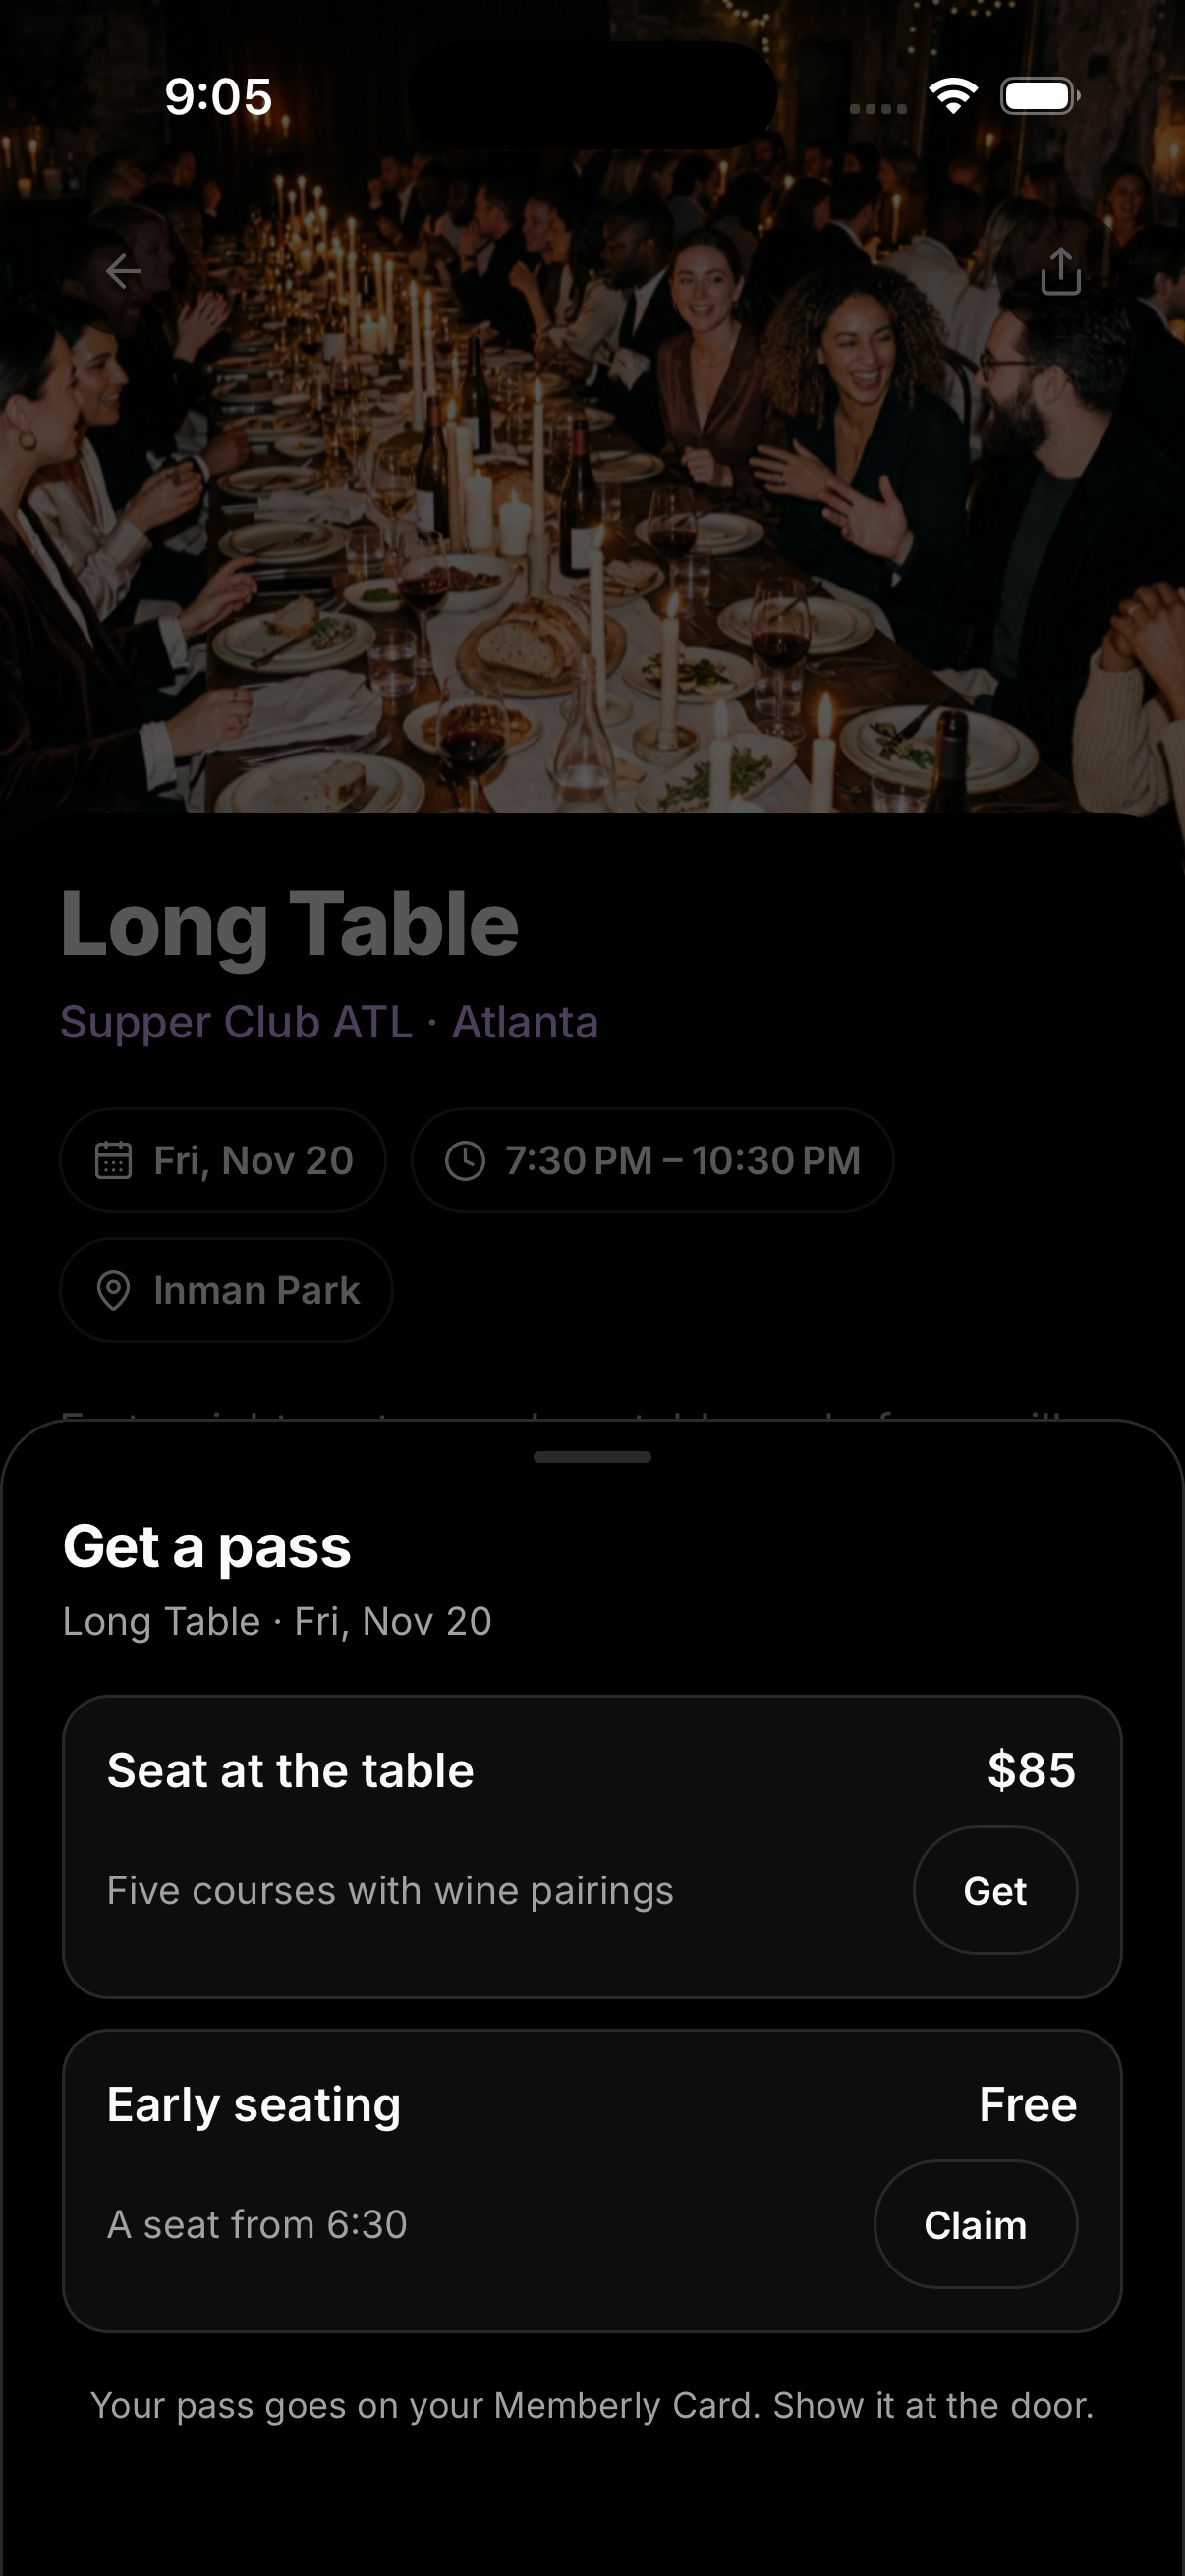 9:05
Long Table
Supper Club ATL · Atlanta
Fri, Nov 20
7:30 PM – 10:30 PM
Inman Park
Get a pass
Long Table · Fri, Nov 20
Seat at the table
$85
Five courses with wine pairings
Get
Early seating
Free
A seat from 6:30
Claim
Your pass goes on your Memberly Card. Show it at the door.